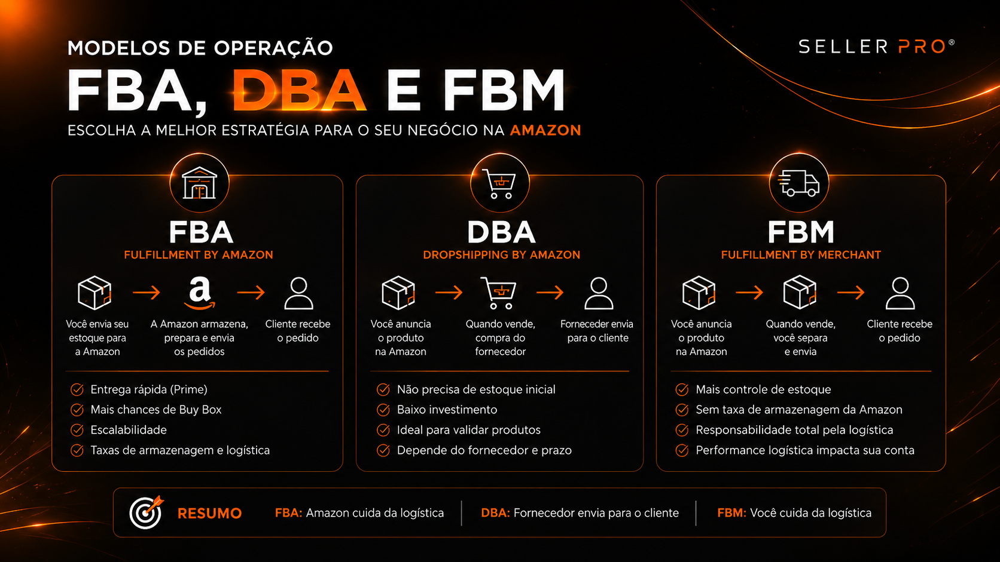 MODELOS DE OPERAÇÃO
SELLER PRO®
FBA, DBA E FBM
ESCOLHA A MELHOR ESTRATÉGIA PARA O SEU NEGÓCIO NA AMAZON
FBA
FULFILLMENT BY AMAZON
a
Você envia seu
estoque para
a Amazon
A Amazon armazena,
prepara e envia
os pedidos
Cliente recebe
o pedido
Entrega rápida (Prime)
Mais chances de Buy Box
Escalabilidade
Taxas de armazenagem e logística
DBA
DROPSHIPPING BY AMAZON
Você anuncia
o produto
na Amazon
Quando vende,
compra do
fornecedor
Forneceder envia
para o cliente
Não precisa de estoque inicial
Baixo investimento
Ideal para validar produtos
Depende do fornecedor e prazo
FBM
FULFILLMENT BY MERCHANT
Você anuncia
o produto
na Amazon
Quando vende,
você separa
e envia
Cliente recebe
o pedido
Mais controle de estoque
Sem taxa de armazenagem da Amazon
Responsabilidade total pela logística
Performance logística impacta sua conta
RESUMO
FBA: Amazon cuida da logística
DBA: Fornecedor envia para o cliente
FBM: Você cuida da logística